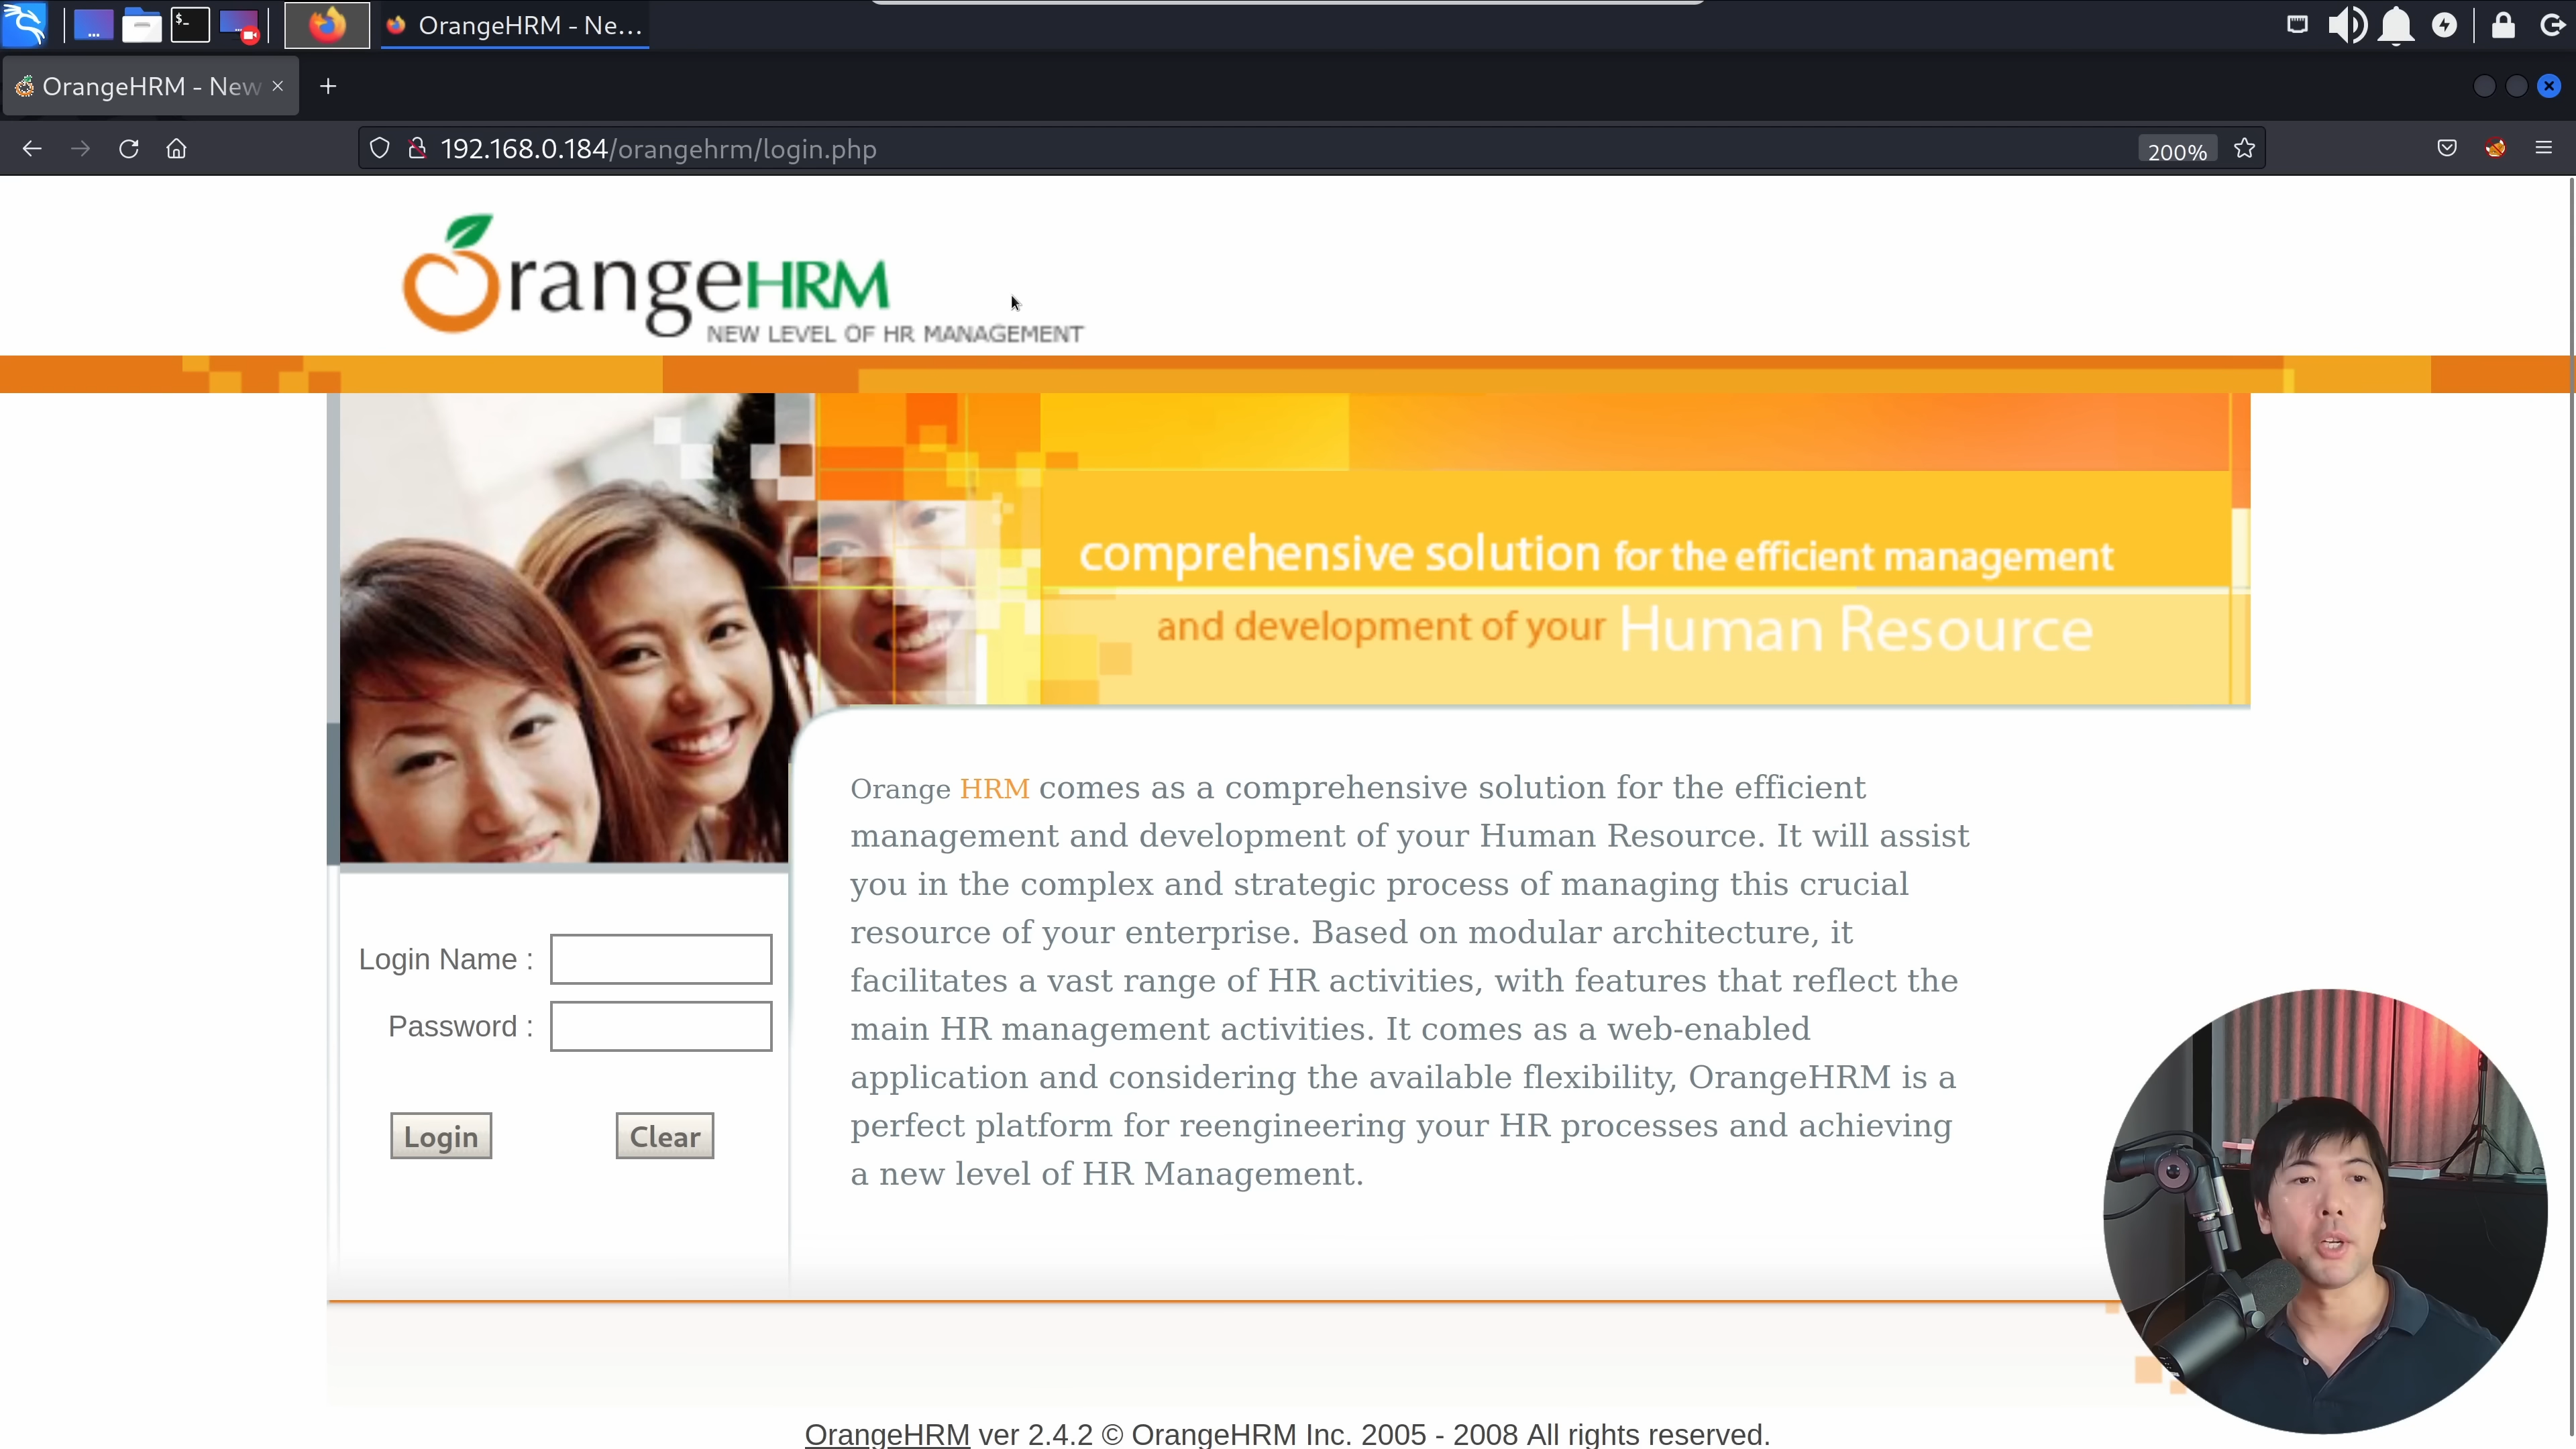 $-
OrangeHRM - Ne...
OrangeHRM - New
192.168.0.184/orangehrm/login.php
200%
OrangeHRM
NEW LEVEL OF HR MANAGEMENT
comprehensive solution for the efficient management
and development of your Human Resource
Orange HRM comes as a comprehensive solution for the efficient
management and development of your Human Resource. It will assist
you in the complex and strategic process of managing this crucial
resource of your enterprise. Based on modular architecture, it
facilitates a vast range of HR activities, with features that reflect the
main HR management activities. It comes as a web-enabled
application and considering the available flexibility, OrangeHRM is a
perfect platform for reengineering your HR processes and achieving
a new level of HR Management.
Login Name :
Password :
Login Clear
OrangeHRM ver 2.4.2 © OrangeHRM Inc. 2005 - 2008 All rights reserved.